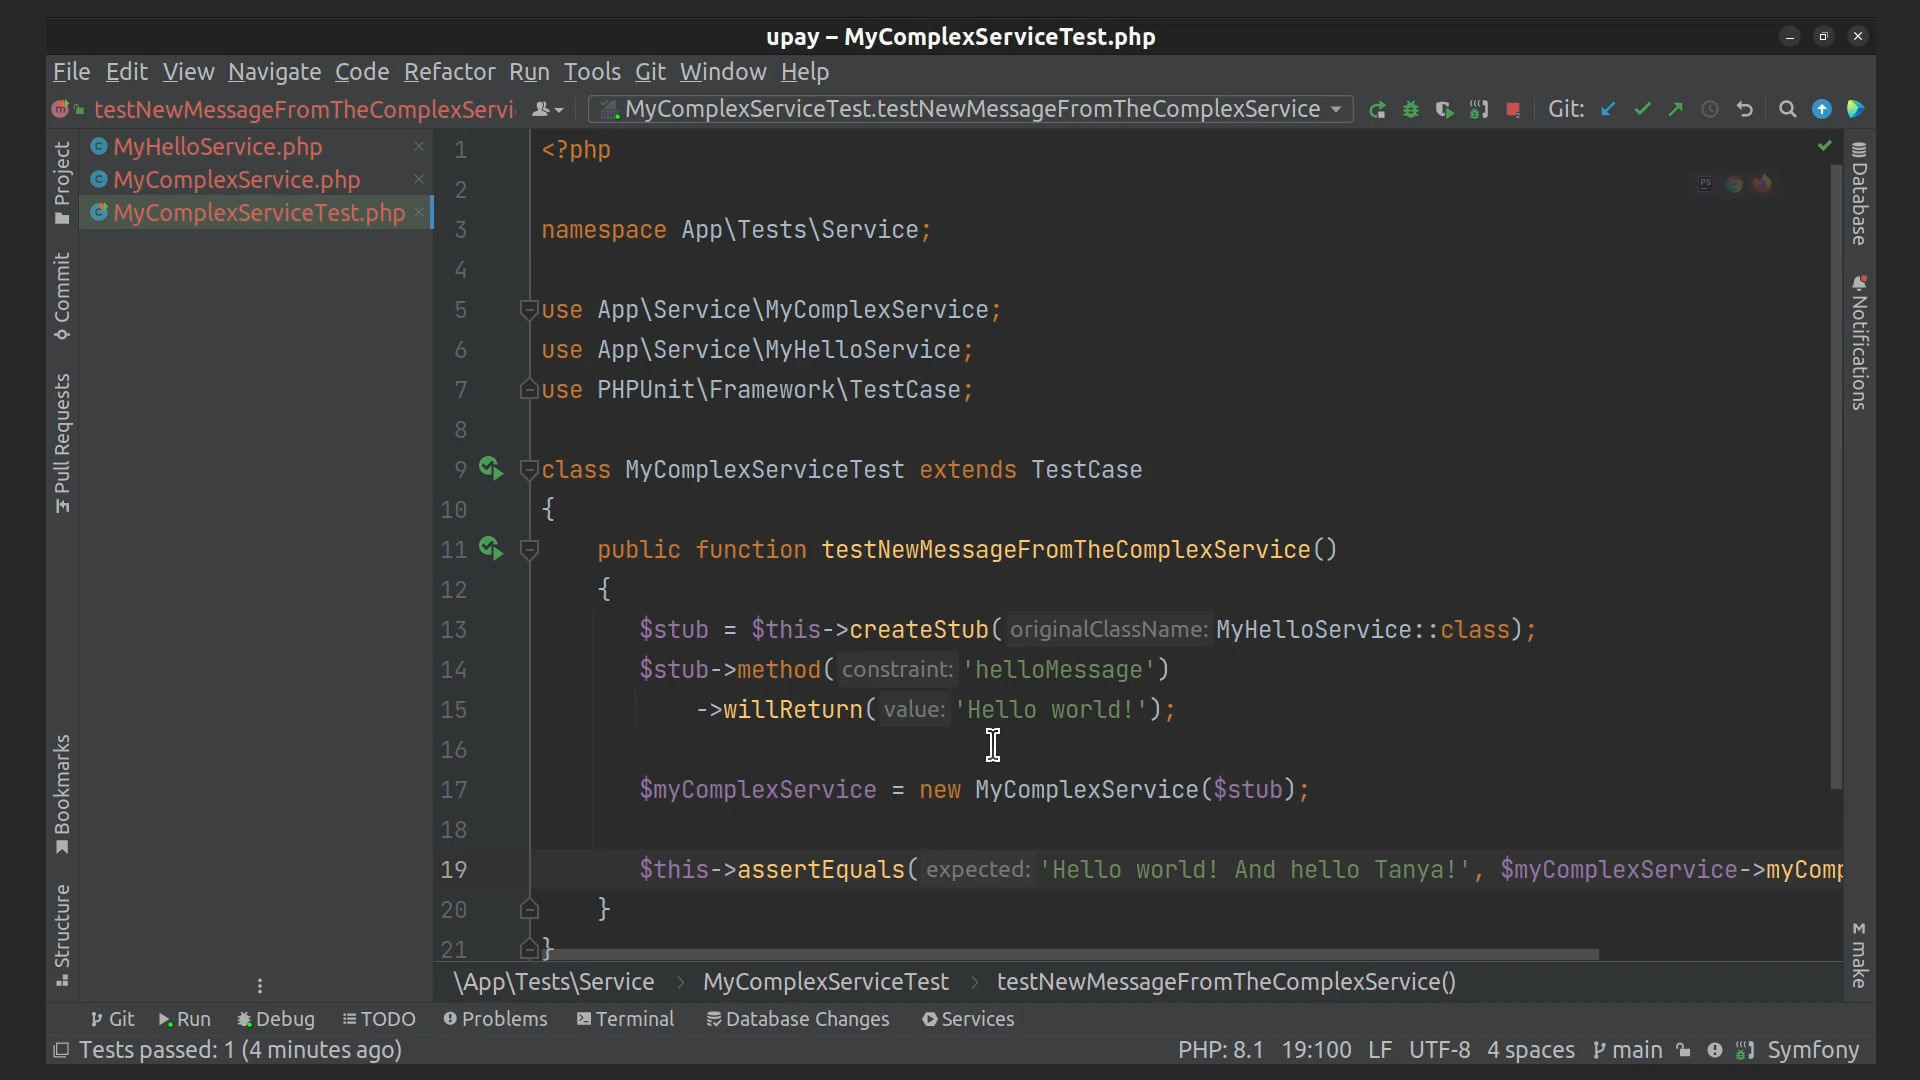 upay – MyComplexServiceTest.php
File Edit View Navigate Code Refactor Run Tools Git Window Help
testNewMessageFromTheComplexServi MyComplexServiceTest.testNewMessageFromTheComplexService Git:
Project
Commit
Pull Requests
Bookmarks
Structure
MyHelloService.php
MyComplexService.php
MyComplexServiceTest.php
1 <?php
2
3 namespace App\Tests\Service;
4
5 use App\Service\MyComplexService;
6 use App\Service\MyHelloService;
7 use PHPUnit\Framework\TestCase;
8
9 class MyComplexServiceTest extends TestCase
10 {
11 public function testNewMessageFromTheComplexService()
12 {
13 $stub = $this->createStub( originalClassName: MyHelloService::class);
14 $stub->method( constraint: 'helloMessage')
15 ->willReturn( value: 'Hello world!');
16
17 $myComplexService = new MyComplexService($stub);
18
19 $this->assertEquals( expected: 'Hello world! And hello Tanya!', $myComplexService->myComp
20 }
21 }
PS
Database
Notifications
make
\App\Tests\Service > MyComplexServiceTest > testNewMessageFromTheComplexService()
Git Run Debug TODO Problems Terminal Database Changes Services
Tests passed: 1 (4 minutes ago) PHP: 8.1 19:100 LF UTF-8 4 spaces main Symfony